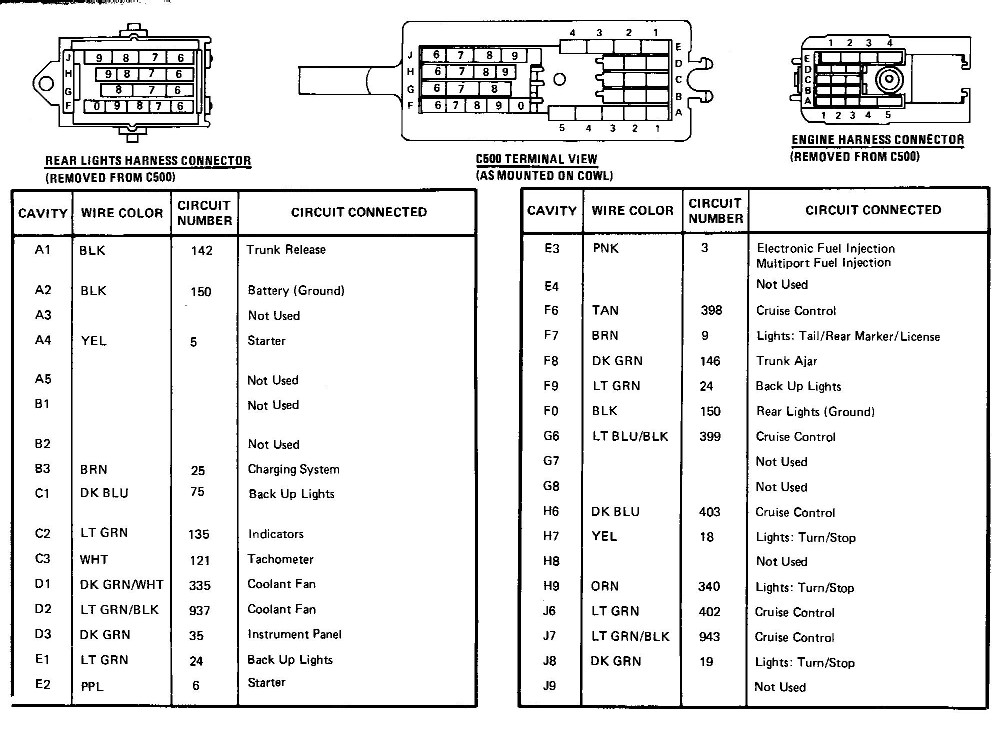 J 9 8 7 6
H 9 8 7 6
G 8 7 6
F 0 9 8 7 6
REAR LIGHTS HARNESS CONNECTOR
(REMOVED FROM C500)
4 3 2 1
J 6 7 8 9 E
H 6 7 8 9 D
G 6 7 8 C
F 6 7 8 9 0 B
A
5 4 3 2 1
C500 TERMINAL VIEW
(AS MOUNTED ON COWL)
1 2 3 4
E
D
C
B
A
1 2 3 4 5
ENGINE HARNESS CONNECTOR
(REMOVED FROM C500)
CAVITY WIRE COLOR CIRCUIT NUMBER CIRCUIT CONNECTED
A1 BLK 142 Trunk Release
A2 BLK 150 Battery (Ground)
A3 Not Used
A4 YEL 5 Starter
A5 Not Used
B1 Not Used
B2 Not Used
B3 BRN 25 Charging System
C1 DK BLU 75 Back Up Lights
C2 LT GRN 135 Indicators
C3 WHT 121 Tachometer
D1 DK GRN/WHT 335 Coolant Fan
D2 LT GRN/BLK 937 Coolant Fan
D3 DK GRN 35 Instrument Panel
E1 LT GRN 24 Back Up Lights
E2 PPL 6 Starter
CAVITY WIRE COLOR CIRCUIT NUMBER CIRCUIT CONNECTED
E3 PNK 3 Electronic Fuel Injection
Multiport Fuel Injection
E4 Not Used
F6 TAN 398 Cruise Control
F7 BRN 9 Lights: Tail/Rear Marker/License
F8 DK GRN 146 Trunk Ajar
F9 LT GRN 24 Back Up Lights
F0 BLK 150 Rear Lights (Ground)
G6 LT BLU/BLK 399 Cruise Control
G7 Not Used
G8 Not Used
H6 DK BLU 403 Cruise Control
H7 YEL 18 Lights: Turn/Stop
H8 Not Used
H9 ORN 340 Lights: Turn/Stop
J6 LT GRN 402 Cruise Control
J7 LT GRN/BLK 943 Cruise Control
J8 DK GRN 19 Lights: Turn/Stop
J9 Not Used